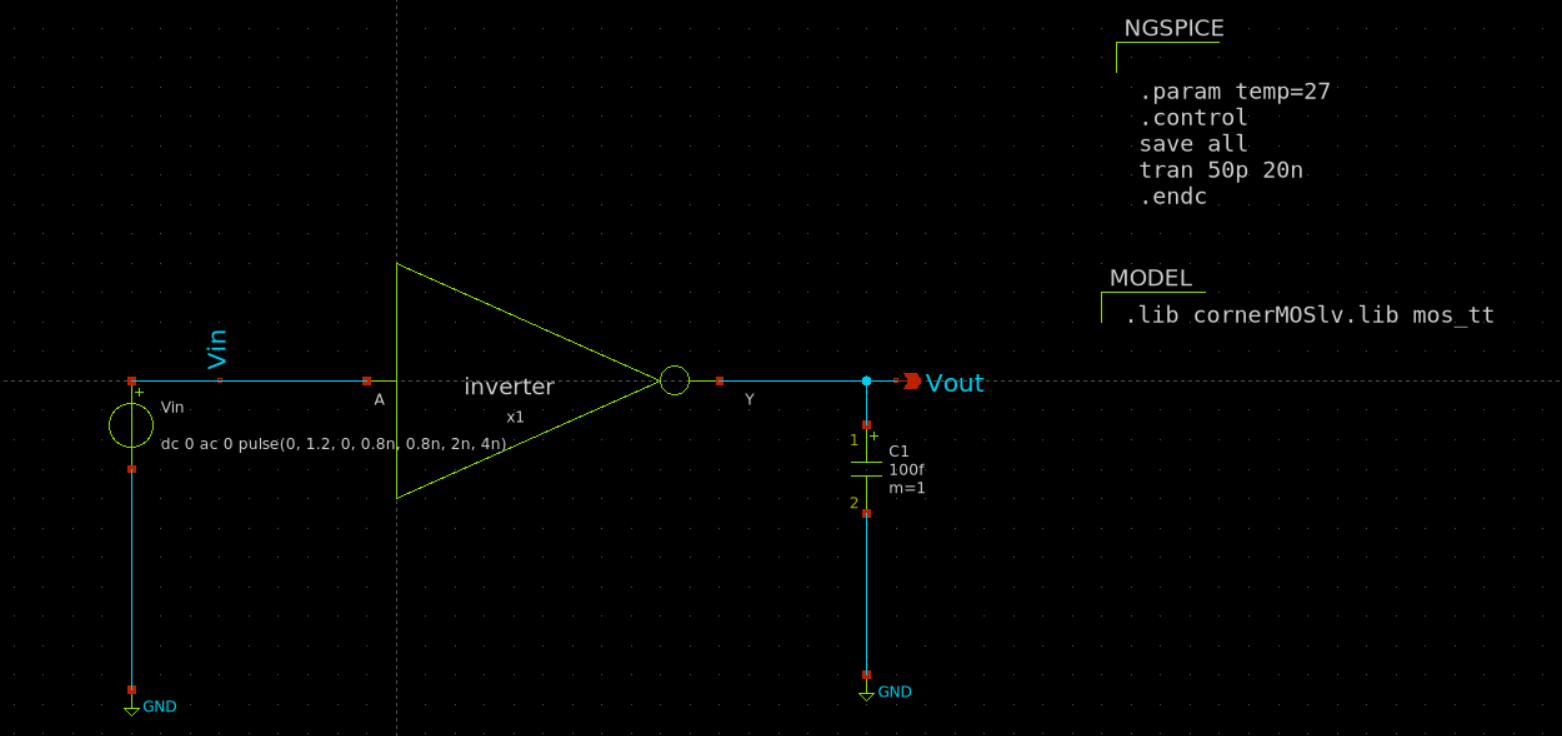 NGSPICE
.param temp=27
.control
save all
tran 50p 20n
.endc
MODEL
.lib cornerMOSlv.lib mos_tt
Vin
+
Vin
dc 0 ac 0 pulse(0, 1.2, 0, 0.8n, 0.8n, 2n, 4n)
GND
A
inverter
x1
Y
Vout
1
+
C1
100f
m=1
2
GND